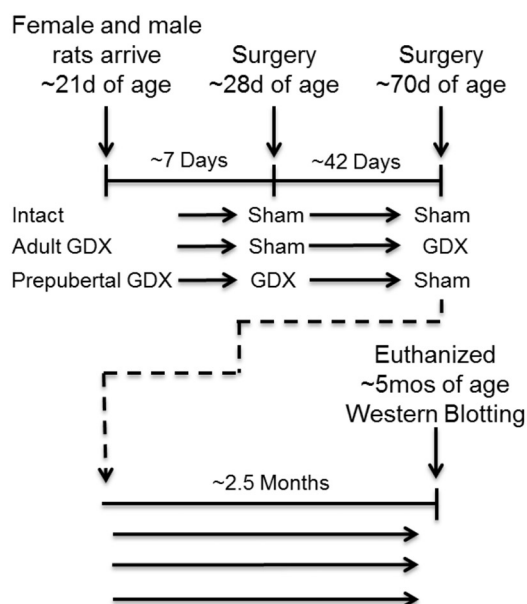 Female and male
rats arrive
~21d of age
Surgery
~28d of age
Surgery
~70d of age
~7 Days
~42 Days
Intact
Sham
Sham
Adult GDX
Sham
GDX
Prepubertal GDX
GDX
Sham
Euthanized
~5mos of age
Western Blotting
~2.5 Months